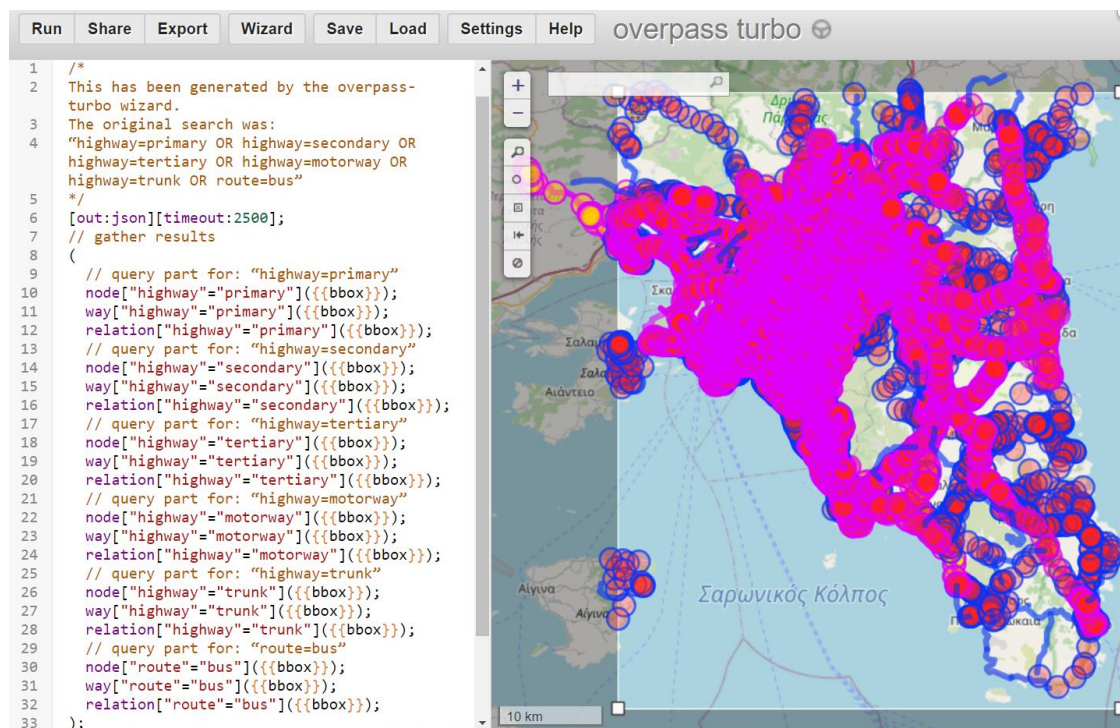 Run Share Export Wizard Save Load Settings Help overpass turbo
1 /*
2 This has been generated by the overpass-
turbo wizard.
3 The original search was:
4 “highway=primary OR highway=secondary OR
highway=tertiary OR highway=motorway OR
highway=trunk OR route=bus”
5 */
6 [out:json][timeout:2500];
7 // gather results
8 (
9 // query part for: “highway=primary”
10 node["highway"="primary"]({{bbox}});
11 way["highway"="primary"]({{bbox}});
12 relation["highway"="primary"]({{bbox}});
13 // query part for: “highway=secondary”
14 node["highway"="secondary"]({{bbox}});
15 way["highway"="secondary"]({{bbox}});
16 relation["highway"="secondary"]({{bbox}});
17 // query part for: “highway=tertiary”
18 node["highway"="tertiary"]({{bbox}});
19 way["highway"="tertiary"]({{bbox}});
20 relation["highway"="tertiary"]({{bbox}});
21 // query part for: “highway=motorway”
22 node["highway"="motorway"]({{bbox}});
23 way["highway"="motorway"]({{bbox}});
24 relation["highway"="motorway"]({{bbox}});
25 // query part for: “highway=trunk”
26 node["highway"="trunk"]({{bbox}});
27 way["highway"="trunk"]({{bbox}});
28 relation["highway"="trunk"]({{bbox}});
29 // query part for: “route=bus”
30 node["route"="bus"]({{bbox}});
31 way["route"="bus"]({{bbox}});
32 relation["route"="bus"]({{bbox}});
33 );
+
−
Σκα
Σαλαμ
Σαλα
Αιάντειο
Αίγινα
Αίγινα
Σαρωνικός Κόλπος
10 km